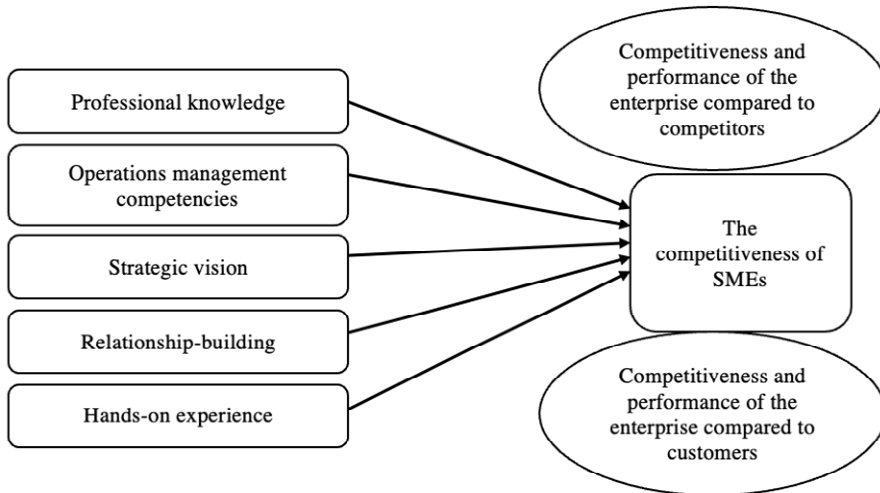 Professional knowledge
Operations management
competencies
Strategic vision
Relationship-building
Hands-on experience
Competitiveness and
performance of the
enterprise compared to
competitors
The
competitiveness of
SMEs
Competitiveness and
performance of the
enterprise compared to
customers